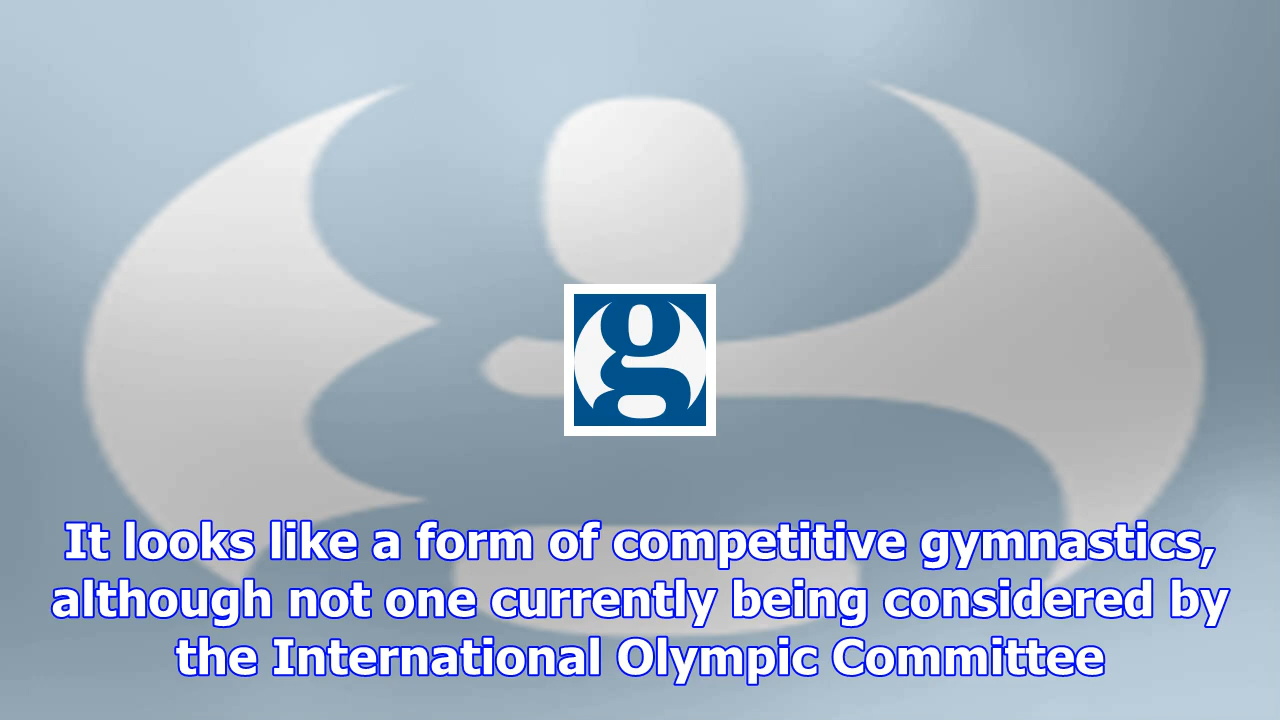 g
It looks like a form of competitive gymnastics,
although not one currently being considered by
the International Olympic Committee